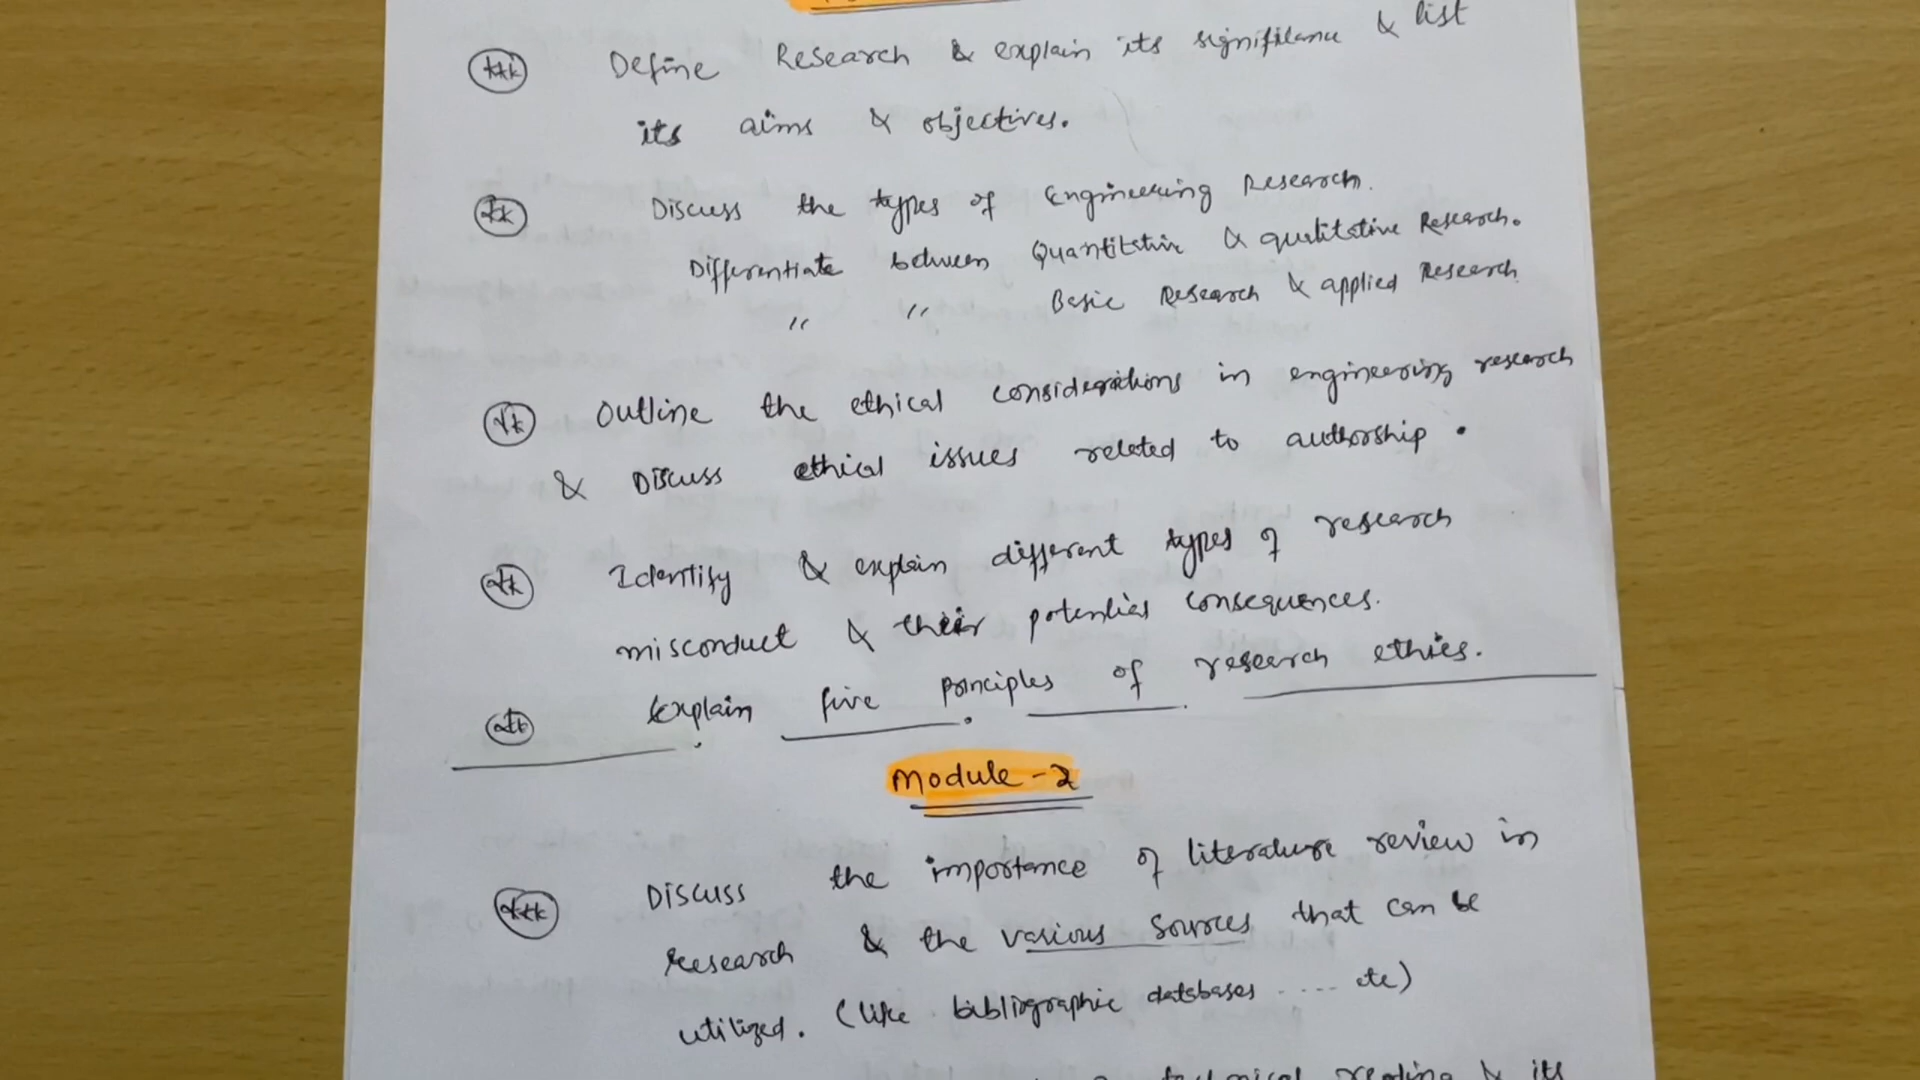 *** Define Research & explain its significance & list
its aims & objectives.
** Discuss the types of Engineering Research.
Differentiate between Quantitative & qualitative Research.
" " Basic Research & applied Research
** Outline the ethical considerations in engineering research
& Discuss ethical issues related to authorship.
** Identify & explain different types of research
misconduct & their potential consequences.
** Explain five principles of research ethics.
Module-2
*** Discuss the importance of literature review in
Research & the various sources that can be
utilized. (like bibliographic databases ..... etc)
technical reading & its